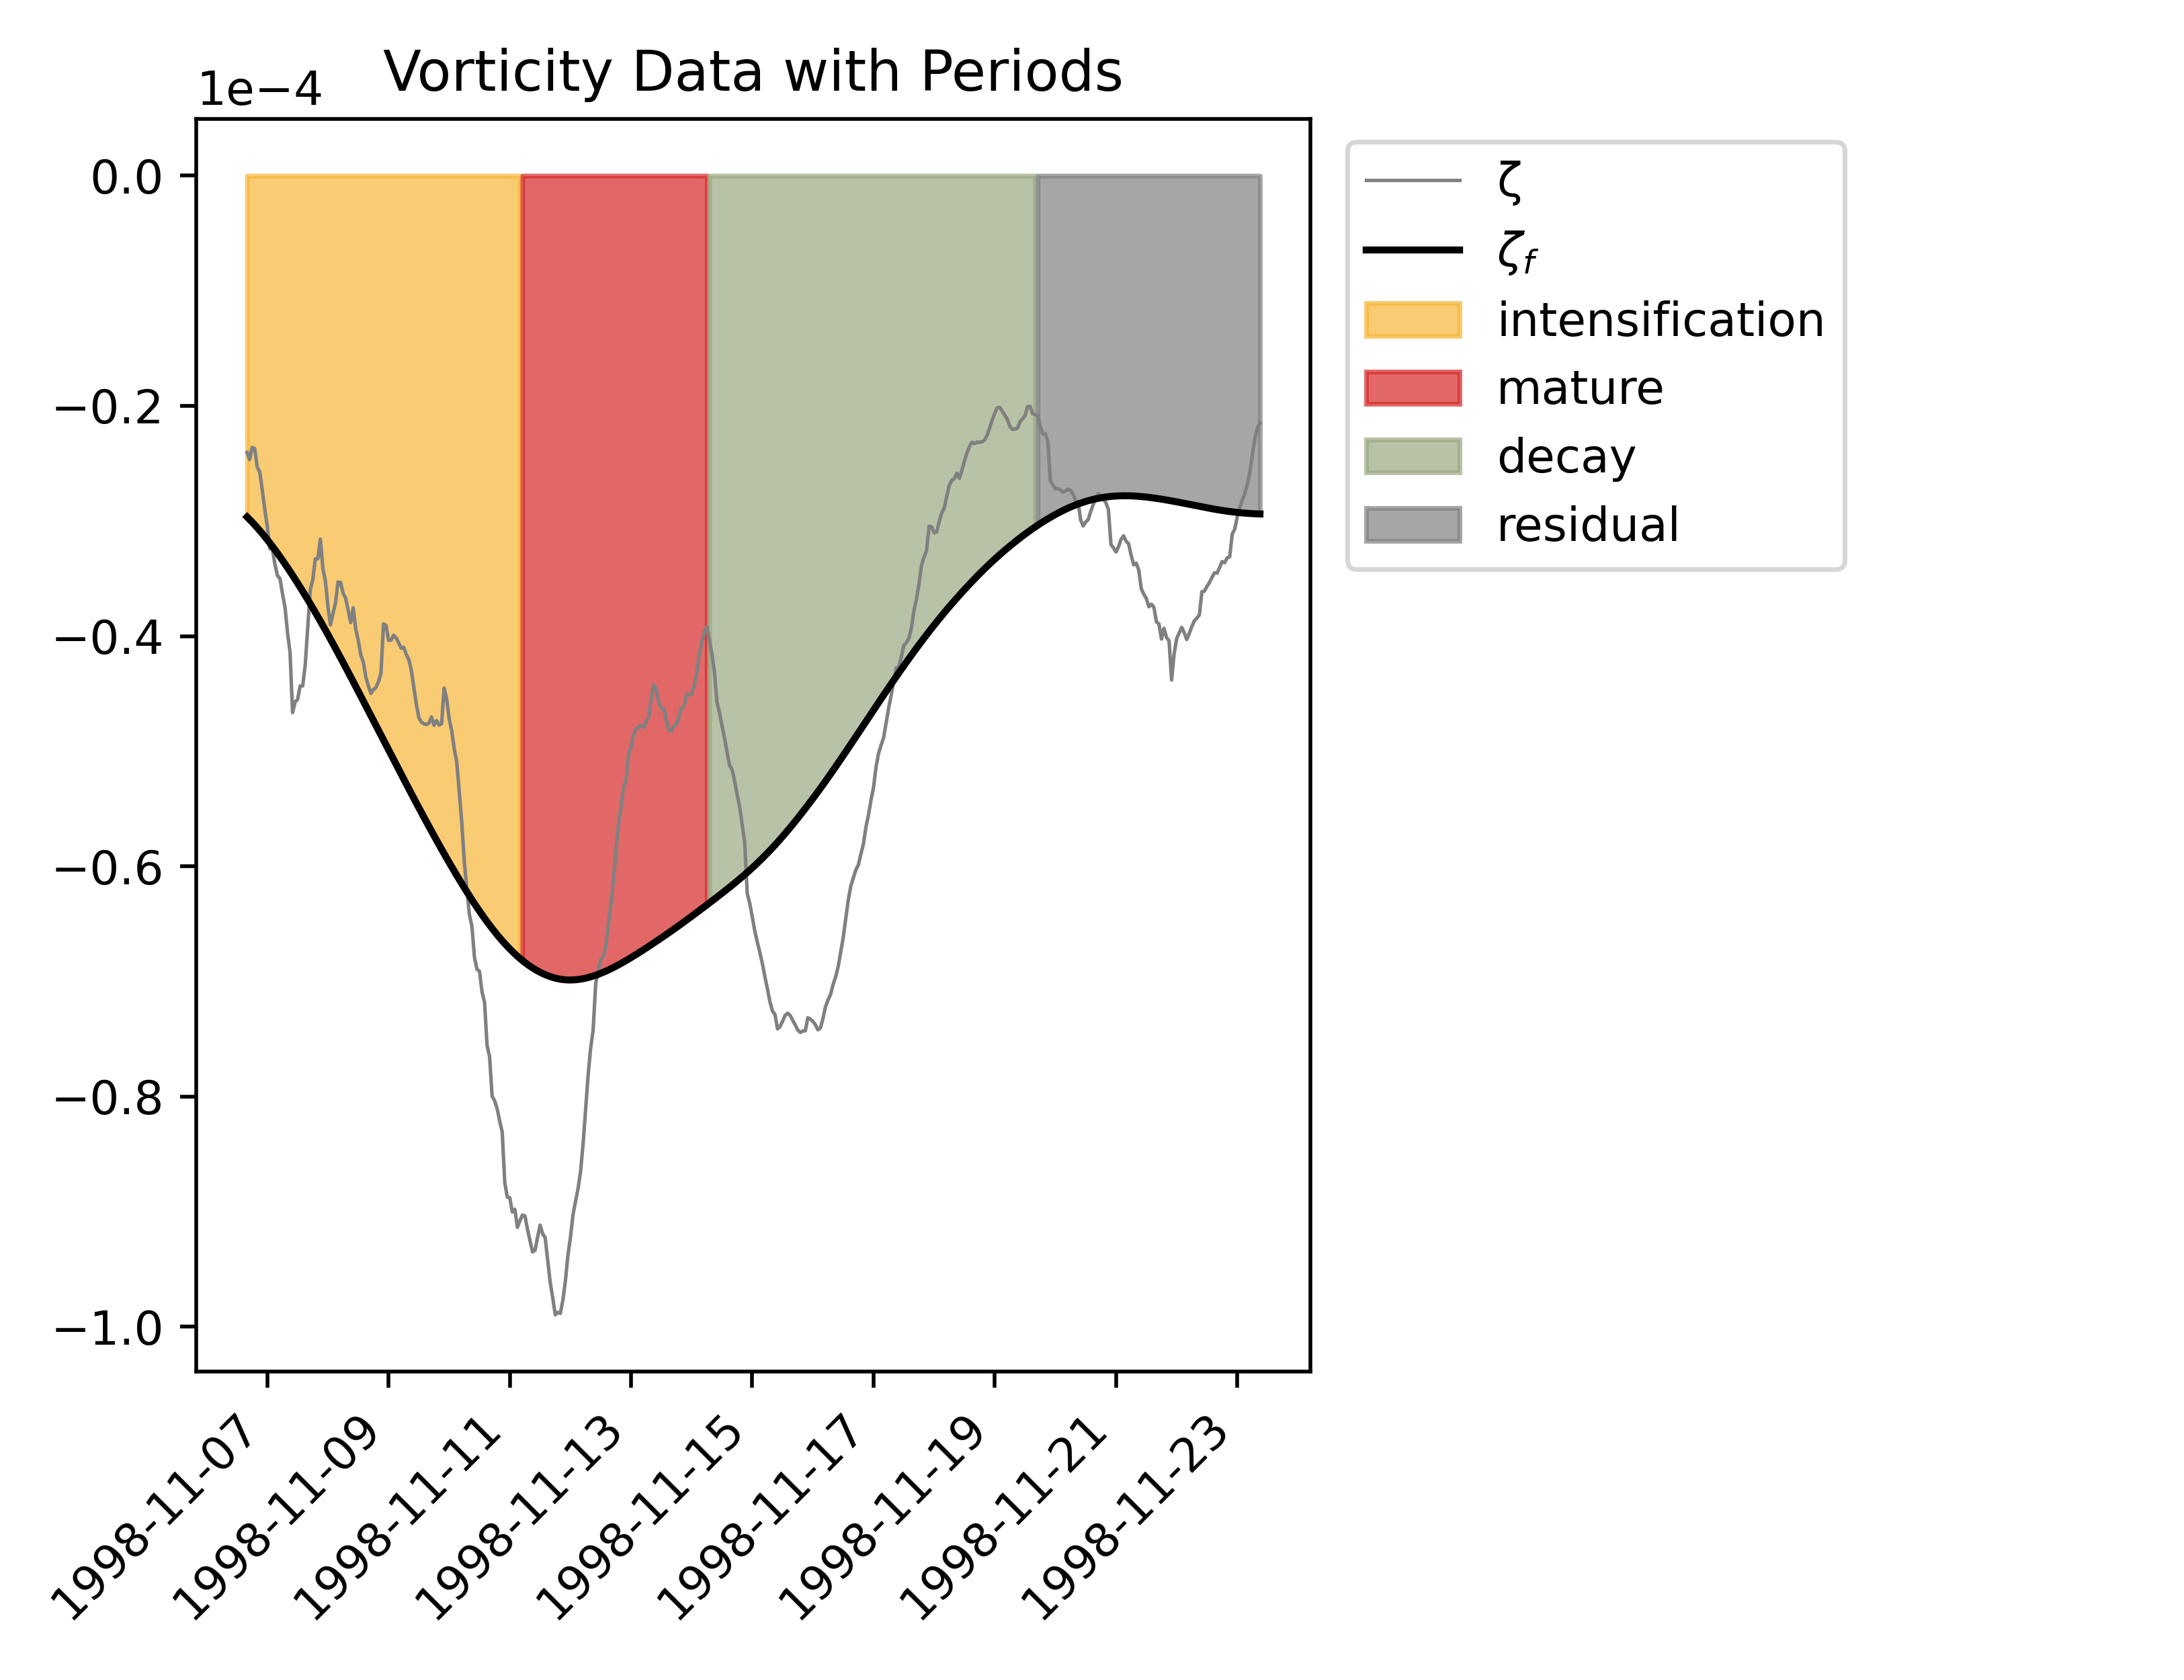 Vorticity Data with Periods
1e−4
0.0
−0.2
−0.4
−0.6
−0.8
−1.0
1998-11-07
1998-11-09
1998-11-11
1998-11-13
1998-11-15
1998-11-17
1998-11-19
1998-11-21
1998-11-23
ζ
ζf
intensification
mature
decay
residual